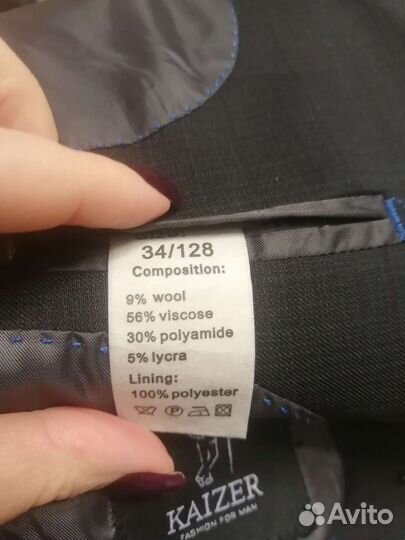 34/128
Composition:
9% wool
56% viscose
30% polyamide
5% lycra
Lining:
100% polyester
KAIZER
FASHION FOR MAN
Avito